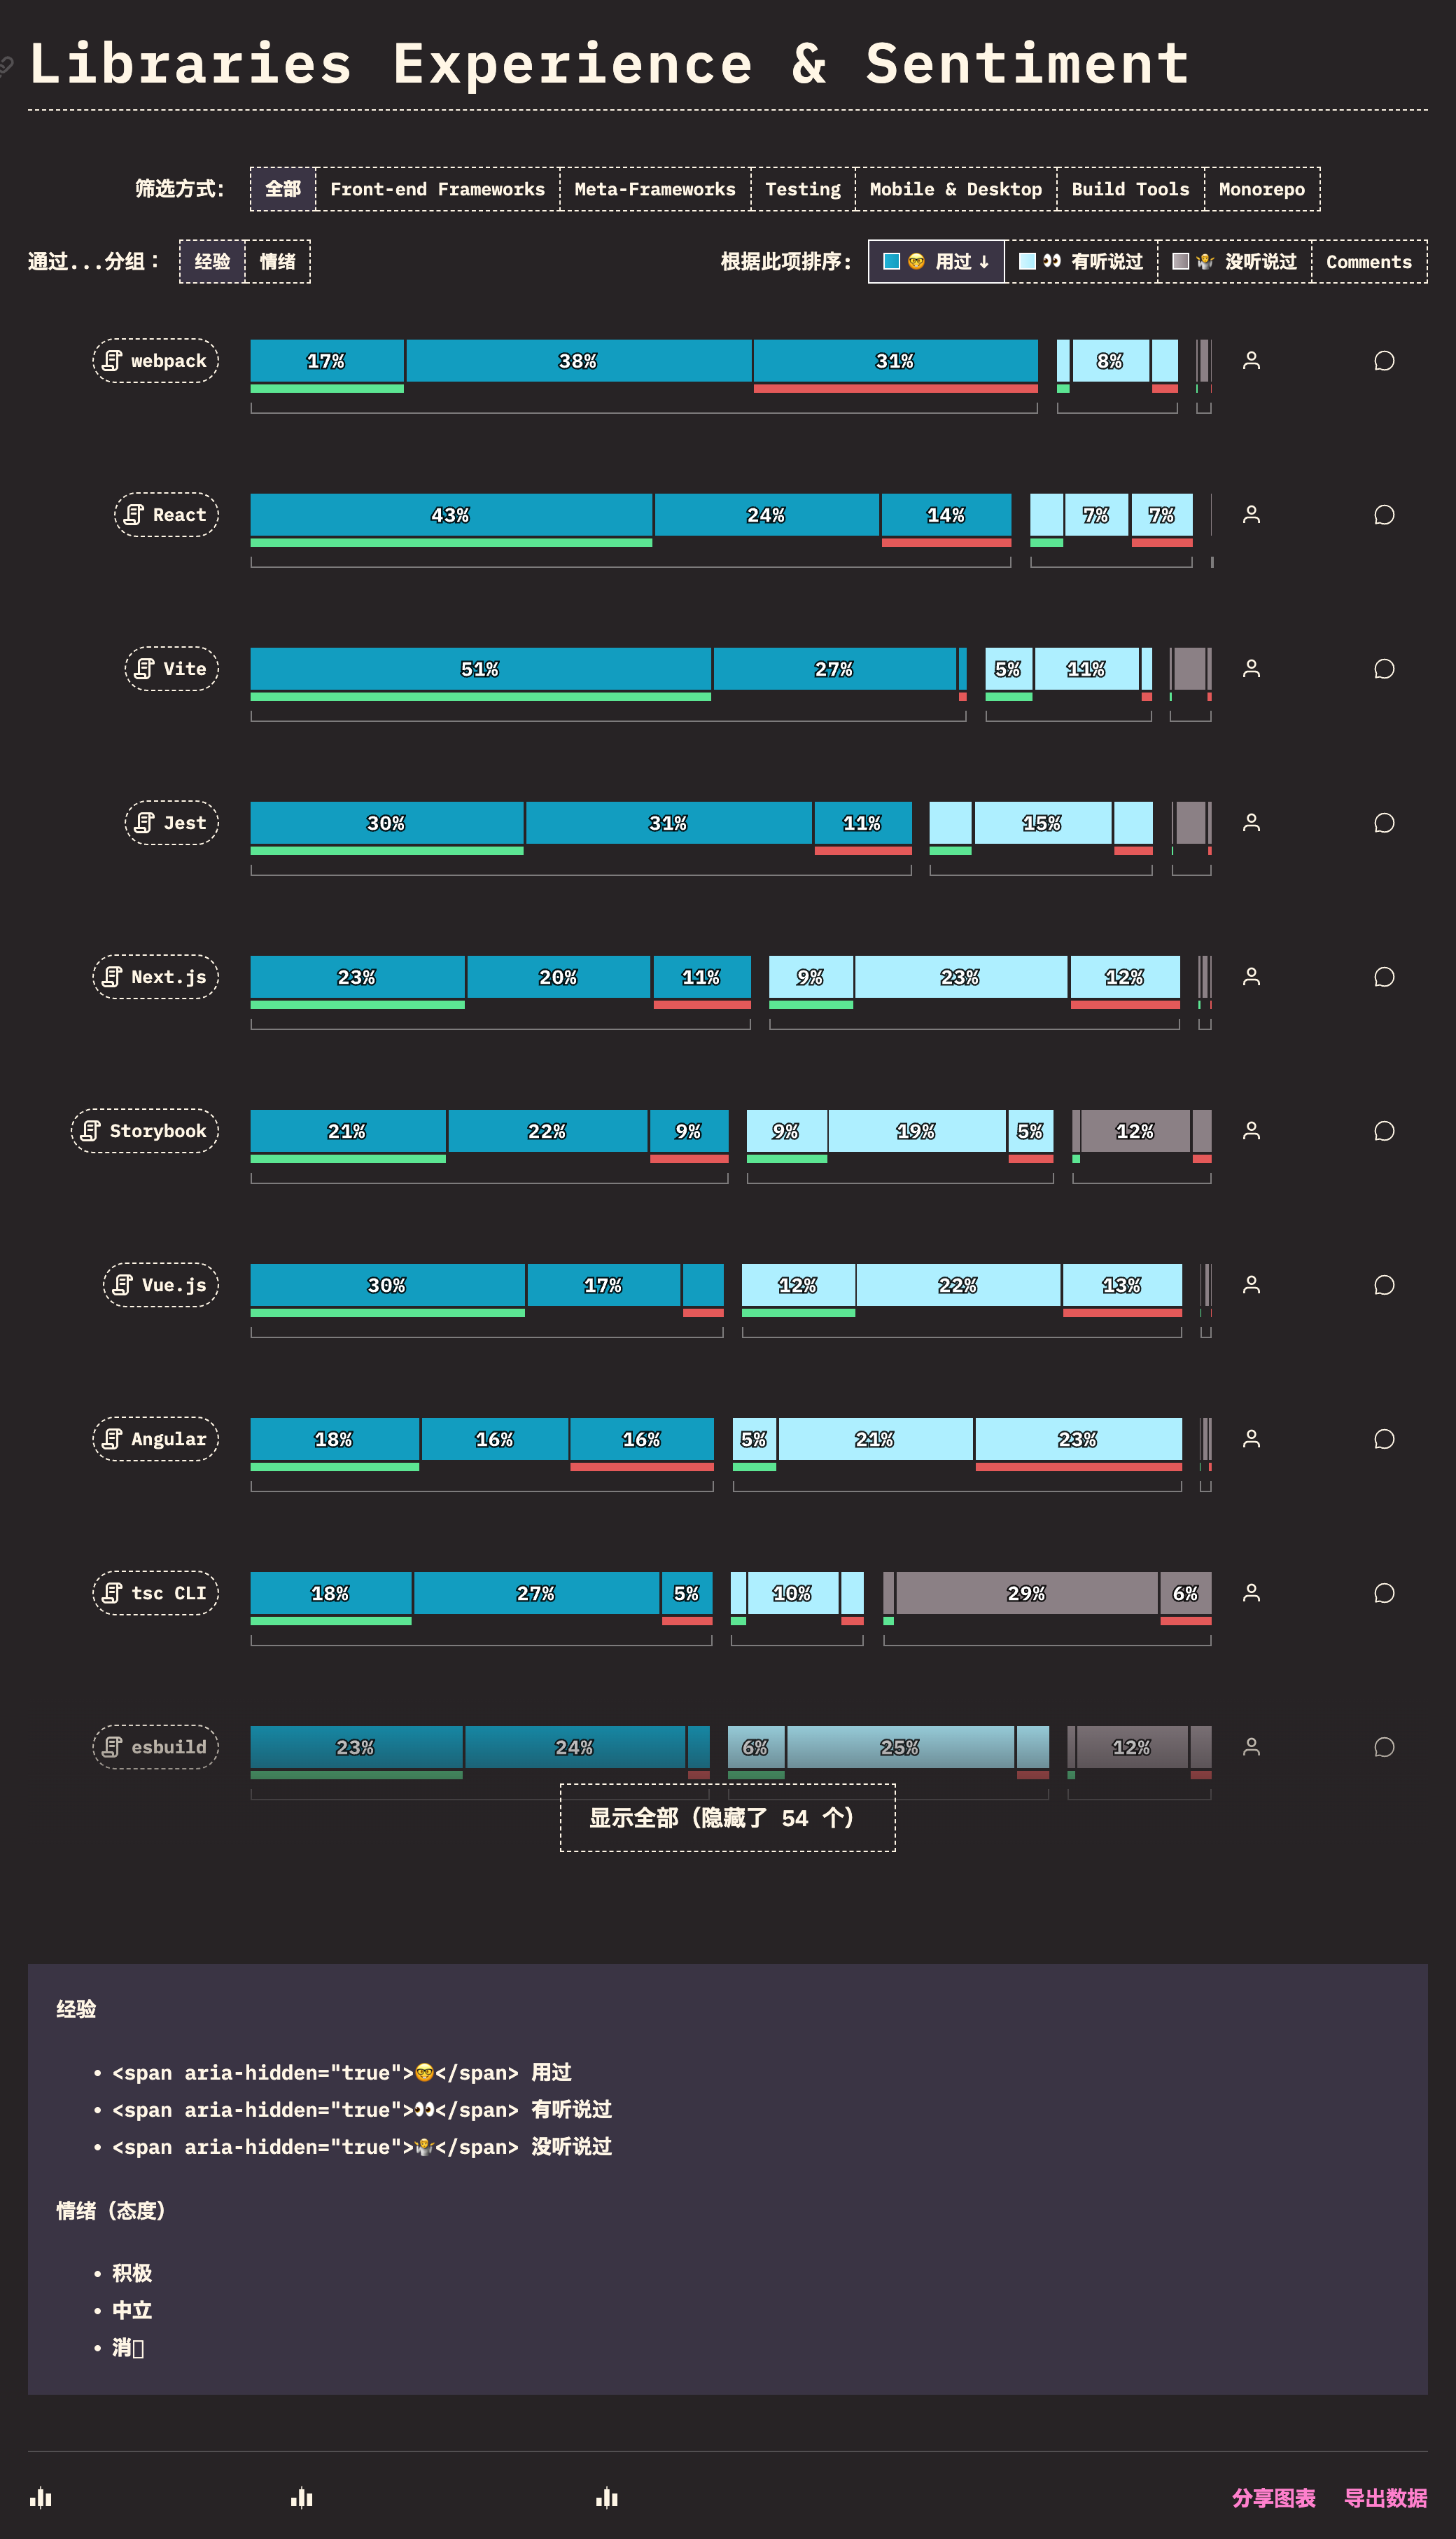 Libraries Experience & Sentiment
筛选方式： 全部 Front-end Frameworks Meta-Frameworks Testing Mobile & Desktop Build Tools Monorepo
通过...分组： 经验 情绪 根据此项排序： 🤓 用过 ↓ 👀 有听说过 🤷 没听说过 Comments
webpack 17% 38% 31% 8%
React 43% 24% 14% 7% 7%
Vite 51% 27% 5% 11%
Jest 30% 31% 11% 15%
Next.js 23% 20% 11% 9% 23% 12%
Storybook 21% 22% 9% 9% 19% 5% 12%
Vue.js 30% 17% 12% 22% 13%
Angular 18% 16% 16% 5% 21% 23%
tsc CLI 18% 27% 5% 10% 29% 6%
esbuild 23% 24% 6% 25% 12%
显示全部（隐藏了 54 个）
经验
• <span aria-hidden="true">🤓</span> 用过
• <span aria-hidden="true">👀</span> 有听说过
• <span aria-hidden="true">🤷</span> 没听说过
情绪（态度）
• 积极
• 中立
• 消
分享图表 导出数据